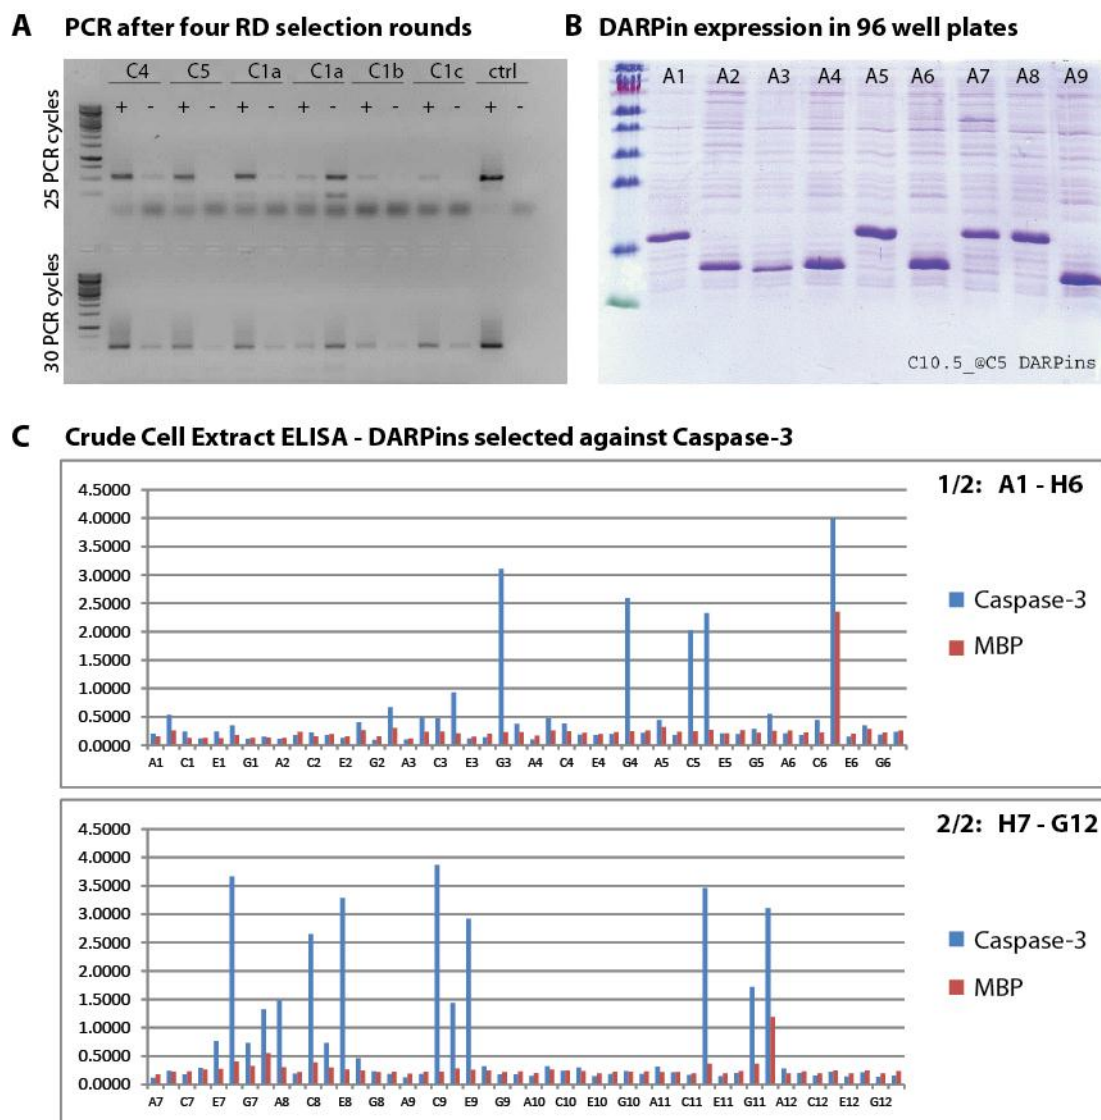 A PCR after four RD selection rounds
C4 C5 C1a C1a C1b C1c ctrl
+ - + - + - + - + - + - + -
25 PCR cycles
30 PCR cycles
B DARPin expression in 96 well plates
A1 A2 A3 A4 A5 A6 A7 A8 A9
C10.5_@C5 DARPins
C Crude Cell Extract ELISA - DARPins selected against Caspase-3
1/2: A1 - H6
4.5000
4.0000
3.5000
3.0000
2.5000
2.0000
1.5000
1.0000
0.5000
0.0000
A1 C1 E1 G1 A2 C2 E2 G2 A3 C3 E3 G3 A4 C4 E4 G4 A5 C5 E5 G5 A6 C6 E6 G6
Caspase-3
MBP
2/2: H7 - G12
4.5000
4.0000
3.5000
3.0000
2.5000
2.0000
1.5000
1.0000
0.5000
0.0000
A7 C7 E7 G7 A8 C8 E8 G8 A9 C9 E9 G9 A10 C10 E10 G10 A11 C11 E11 G11 A12 C12 E12 G12
Caspase-3
MBP